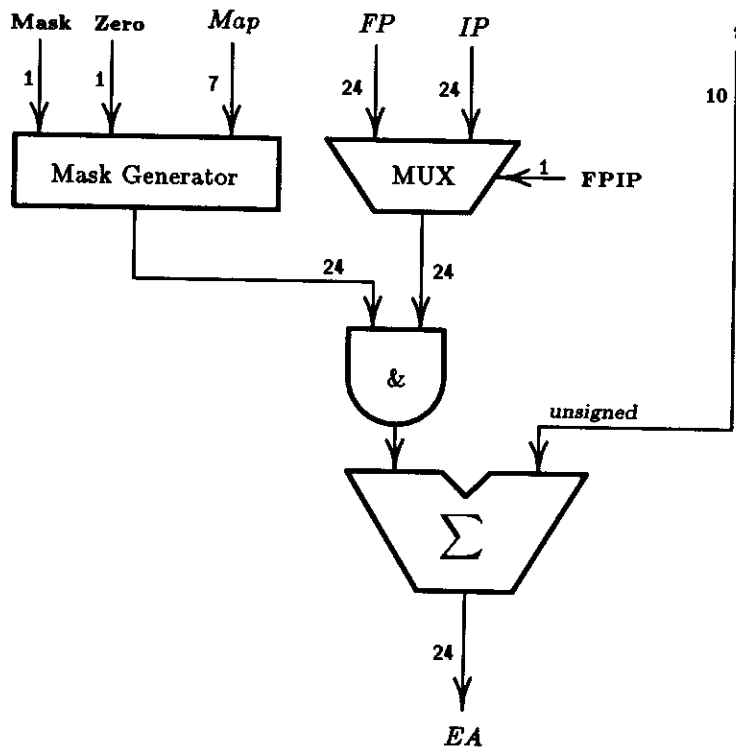 Mask Zero Map FP IP
1 1 7 24 24 10
Mask Generator MUX 1 FPIP
24 24
&
unsigned
Σ
24
EA